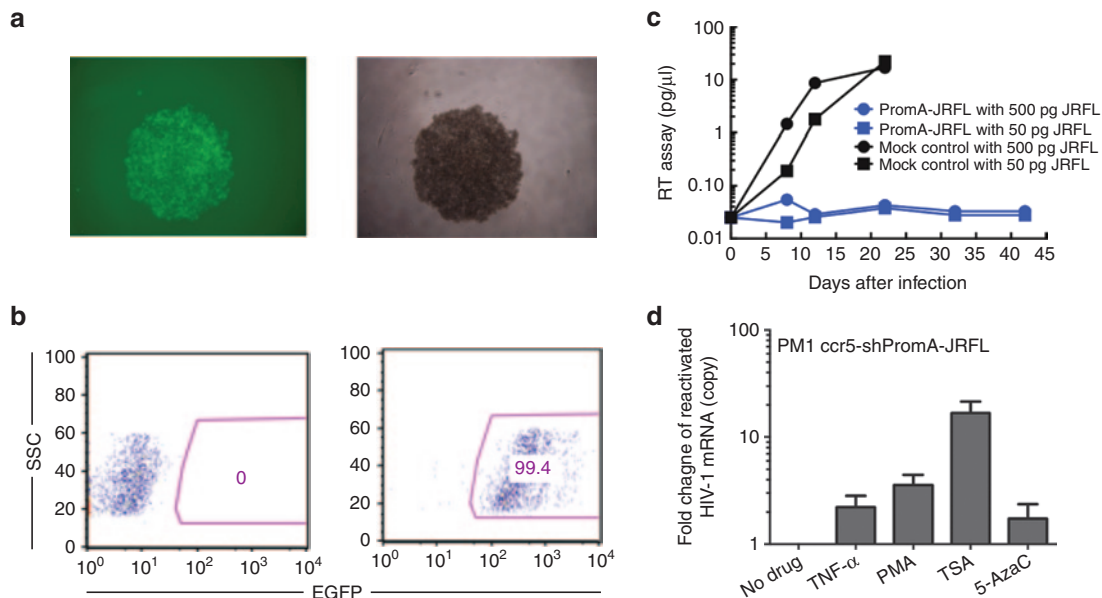 a
b
SSC
100
80
60
40
20
0
0
10^0
10^1
10^2
10^3
10^4
100
80
60
40
20
0
99.4
10^0
10^1
10^2
10^3
10^4
EGFP
c
RT assay (pg/µl)
100
10
1
0.10
0.01
PromA-JRFL with 500 pg JRFL
PromA-JRFL with 50 pg JRFL
Mock control with 500 pg JRFL
Mock control with 50 pg JRFL
0 5 10 15 20 25 30 35 40 45
Days after infection
d
Fold chagne of reactivated
HIV-1 mRNA (copy)
100
10
1
PM1 ccr5-shPromA-JRFL
No drug
TNF-α
PMA
TSA
5-AzaC